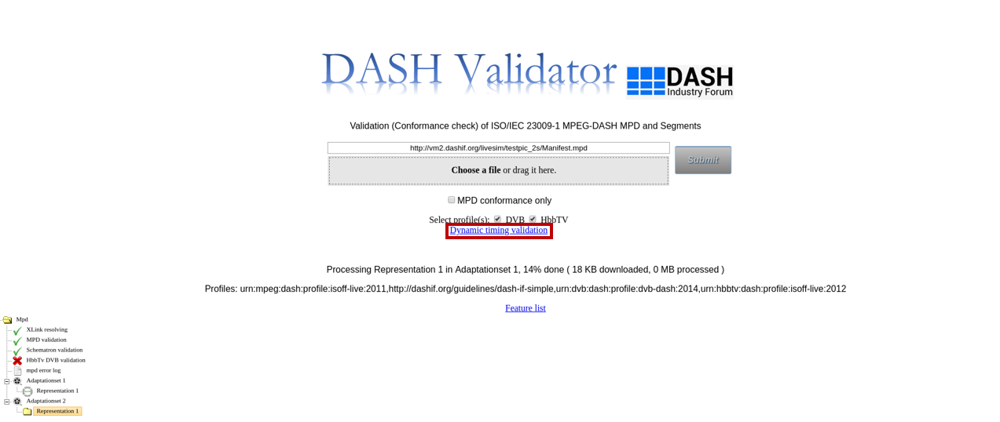 DASH Validator
DASH
Industry Forum
Validation (Conformance check) of ISO/IEC 23009-1 MPEG-DASH MPD and Segments
http://vm2.dashif.org/livesim/testpic_2s/Manifest.mpd
Submit
Choose a file or drag it here.
MPD conformance only
Select profile(s): DVB HbbTV
Dynamic timing validation
Processing Representation 1 in Adaptationset 1, 14% done ( 18 KB downloaded, 0 MB processed )
Profiles: urn:mpeg:dash:profile:isoff-live:2011,http://dashif.org/guidelines/dash-if-simple,urn:dvb:dash:profile:dvb-dash:2014,urn:hbbtv:dash:profile:isoff-live:2012
Feature list
Mpd
XLink resolving
MPD validation
Schematron validation
HbbTv DVB validation
mpd error log
Adaptationset 1
Representation 1
Adaptationset 2
Representation 1